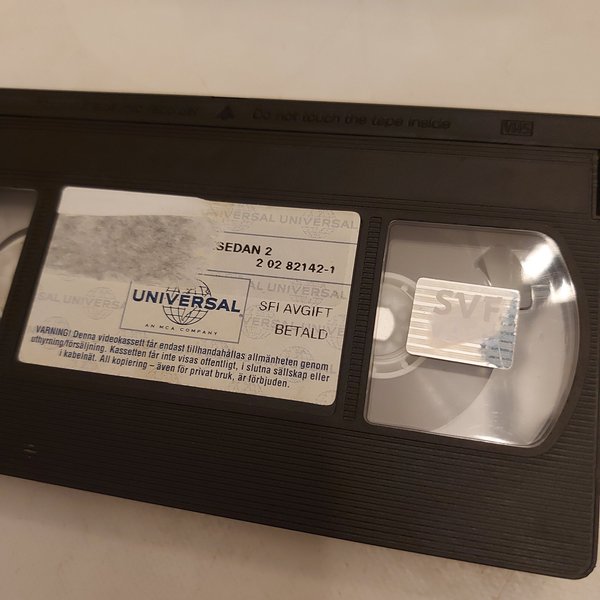 Do not touch the tape inside
VHS
UNIVERSAL UNIVERSAL
SEDAN 2
2 02 82142-1
UNIVERSAL
AN MCA COMPANY
SFI AVGIFT
BETALD
VARNING! Denna videokassett får endast tillhandahållas allmänheten genom
uthyrning/försäljning. Kassetten får inte visas offentligt, i slutna sällskap eller
i kabelnät. All kopiering – även för privat bruk, är förbjuden.
SVF